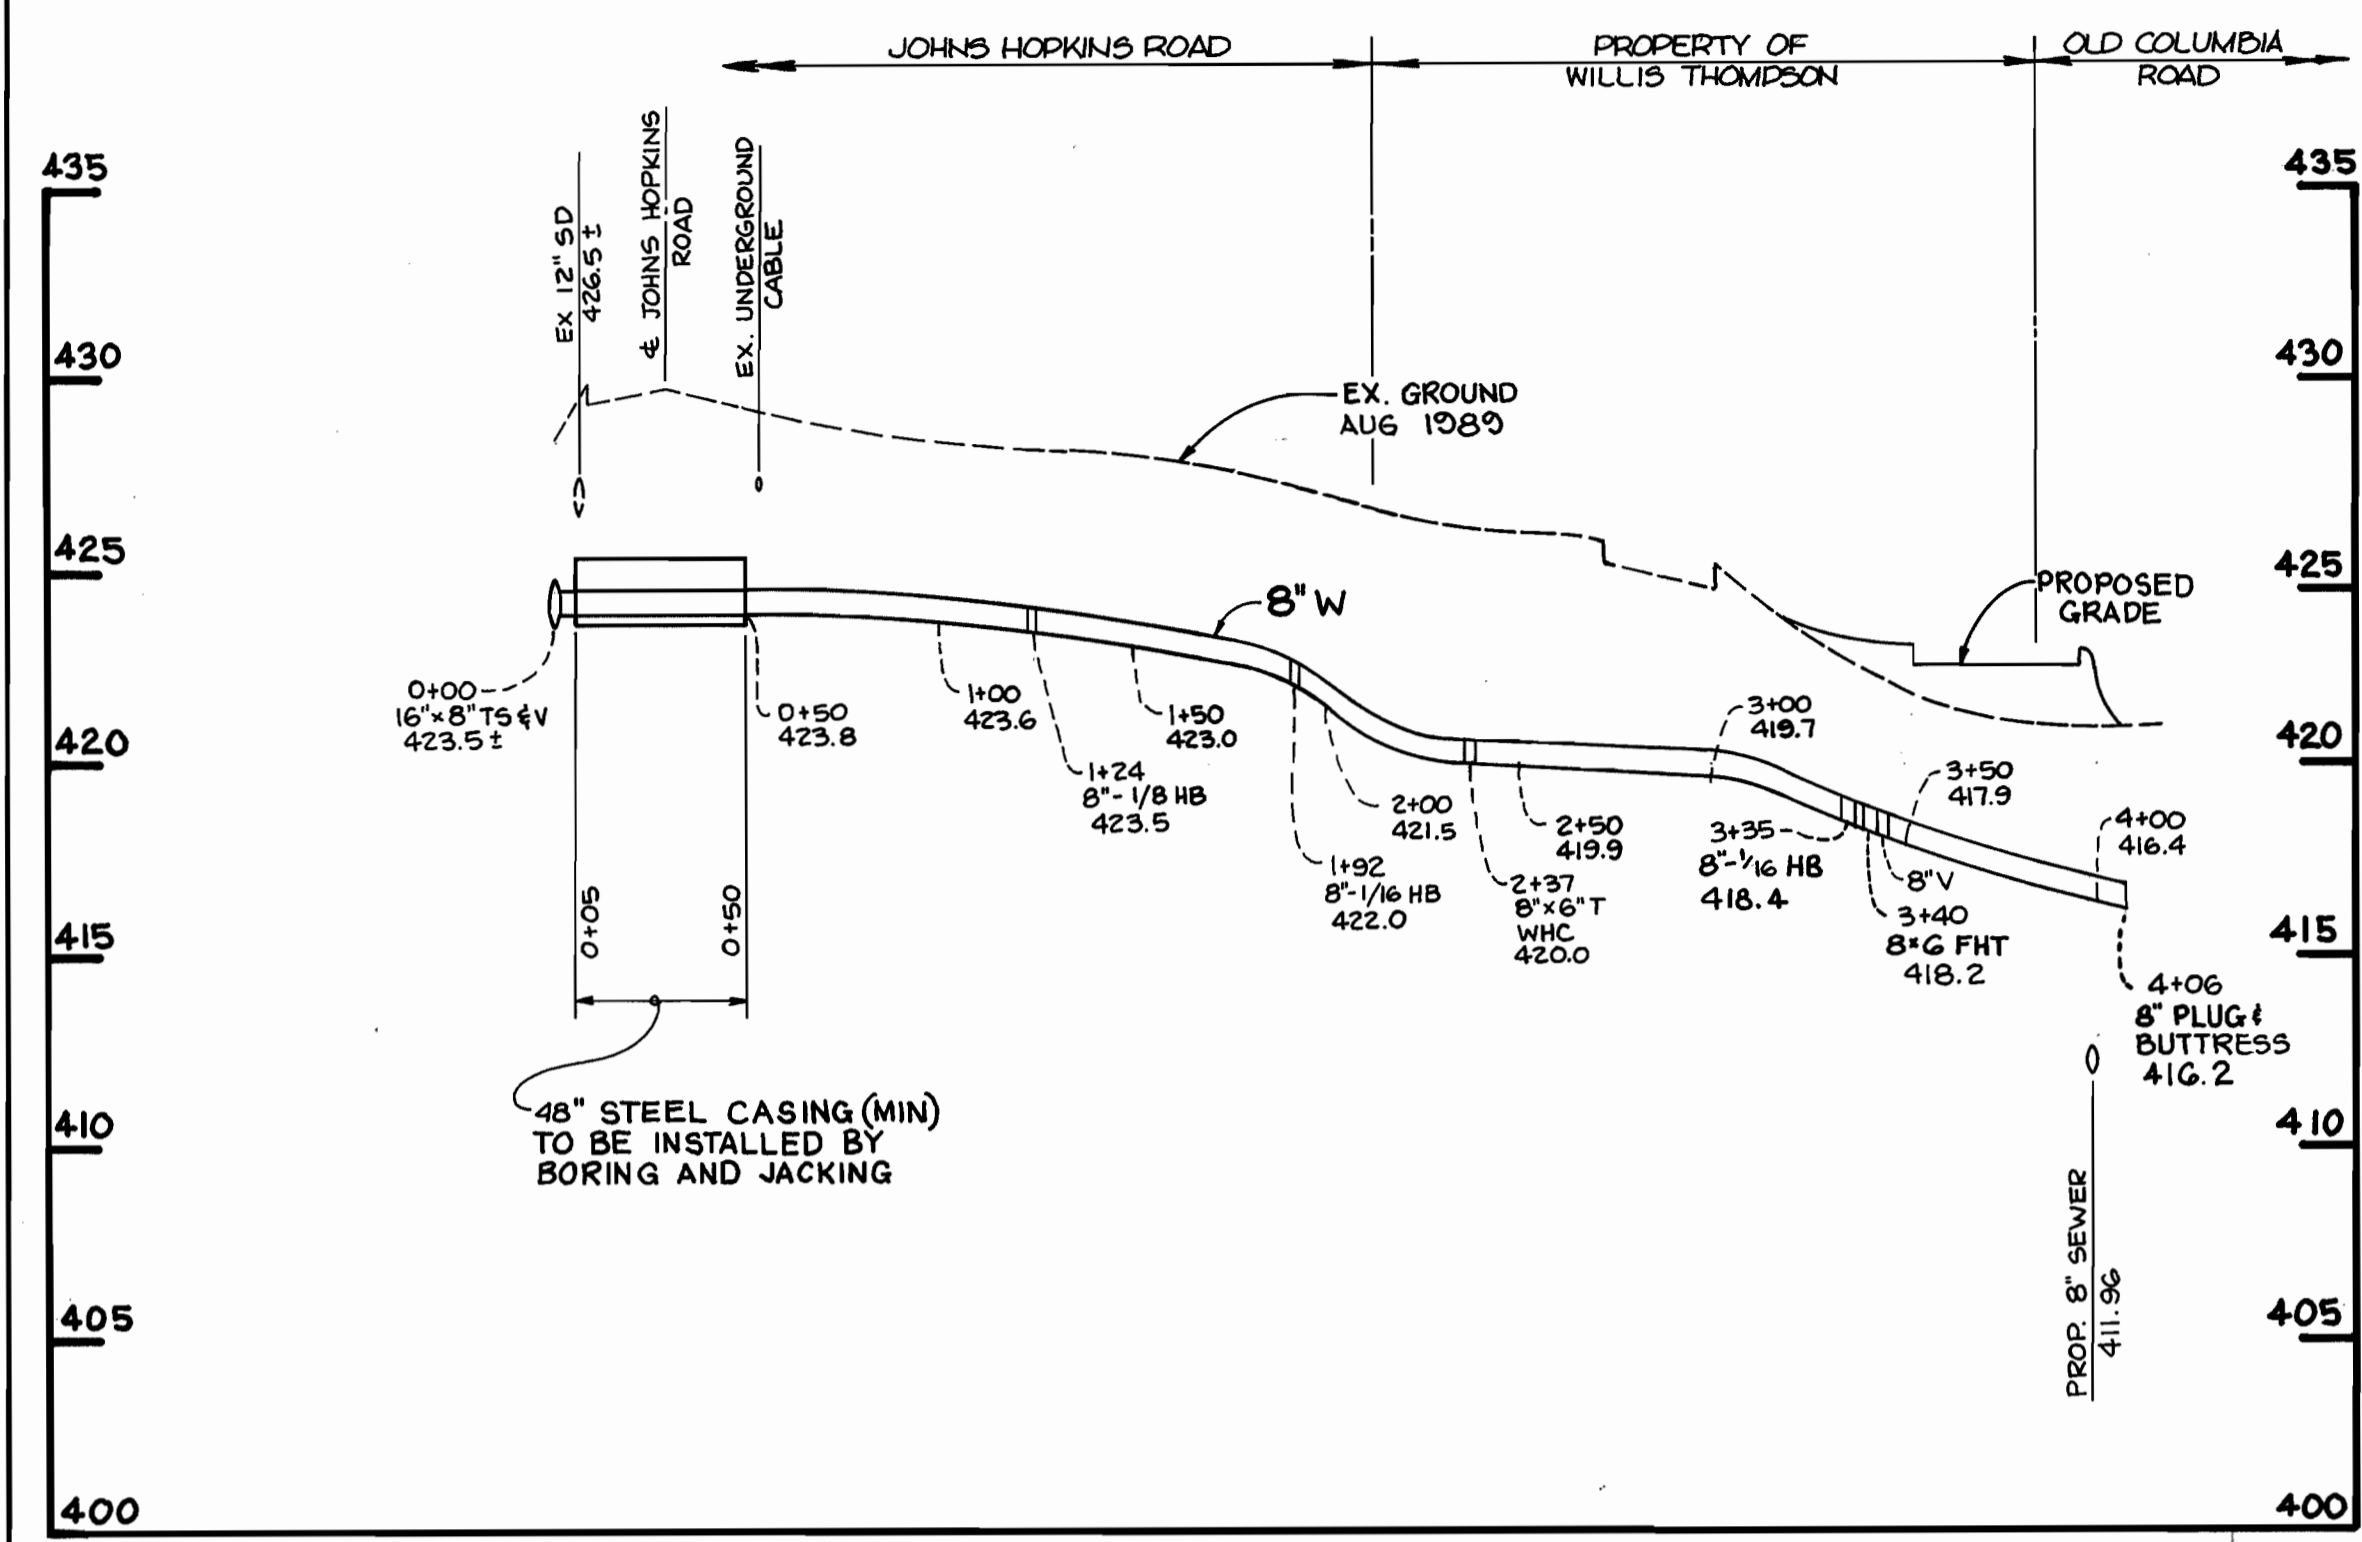 JOHNS HOPKINS ROAD
PROPERTY OF
WILLIS THOMPSON
OLD COLUMBIA
ROAD
435
430
425
420
415
410
405
400
435
430
425
420
415
410
405
400
EX 12" SD
426.5 ±
℄ JOHNS HOPKINS
ROAD
EX. UNDERGROUND
CABLE
EX. GROUND
AUG 1989
PROPOSED
GRADE
8" W
0+00
16"x8" TS & V
423.5 ±
0+50
423.8
1+00
423.6
1+24
8"- 1/8 HB
423.5
1+50
423.0
1+92
8"-1/16 HB
422.0
2+00
421.5
2+37
8"x6" T
WHC
420.0
2+50
419.9
3+00
419.7
3+35
8"-1/16 HB
418.4
8" V
3+40
8x6 FHT
418.2
3+50
417.9
4+00
416.4
4+06
8" PLUG &
BUTTRESS
416.2
0+05
0+50
48" STEEL CASING (MIN)
TO BE INSTALLED BY
BORING AND JACKING
PROP. 8" SEWER
411.96